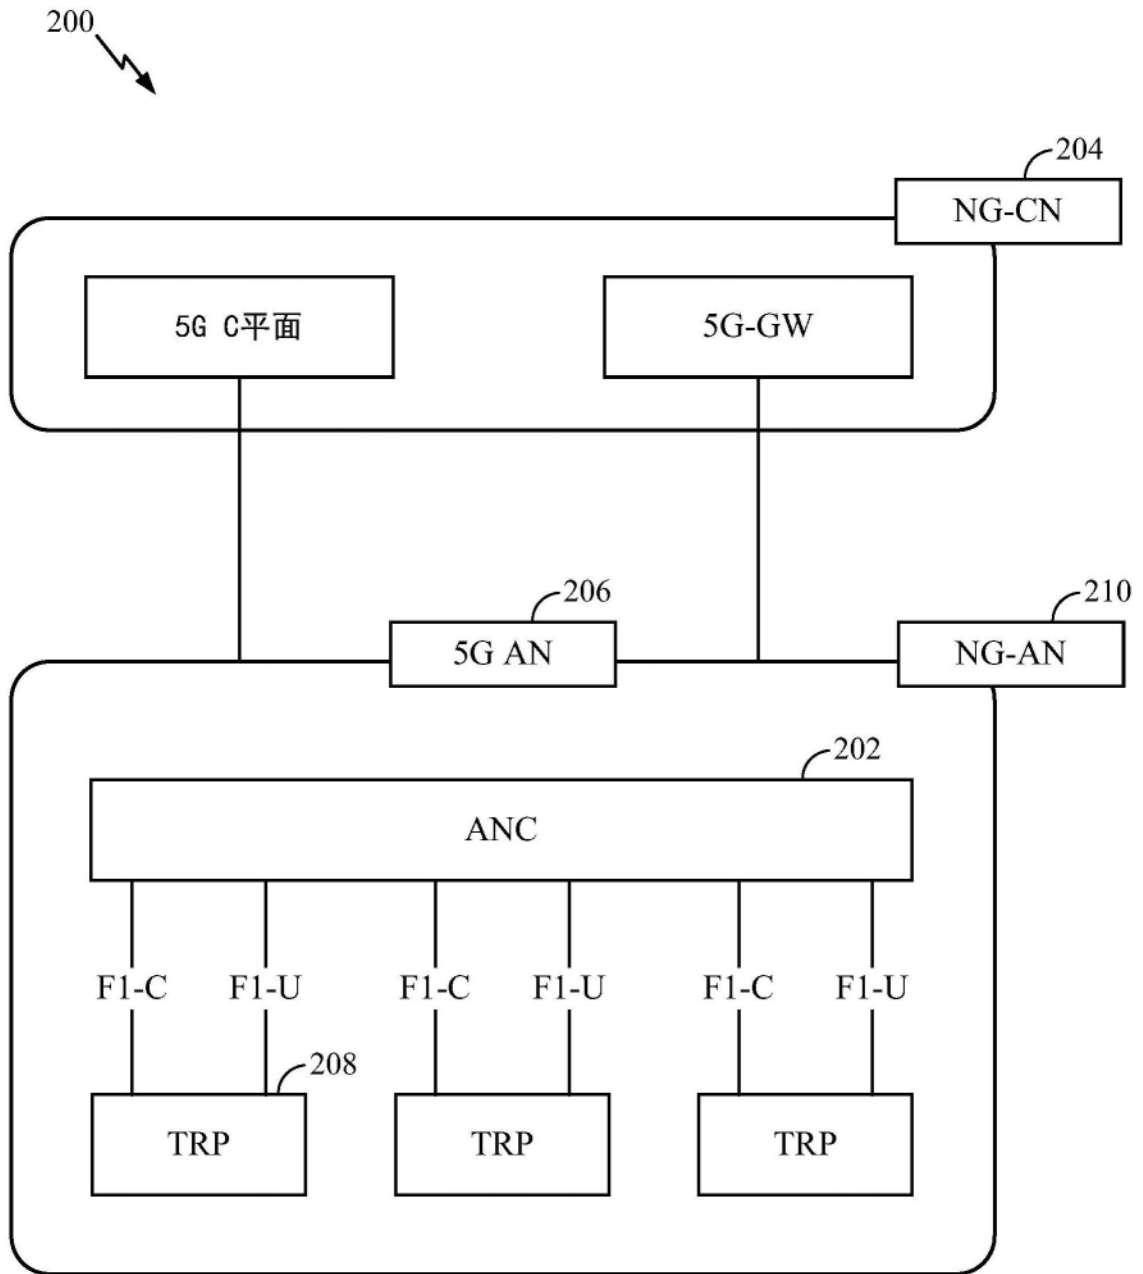 200
204
NG-CN
5G C平面
5G-GW
206
210
5G AN
NG-AN
202
ANC
F1-C F1-U F1-C F1-U F1-C F1-U
208
TRP TRP TRP